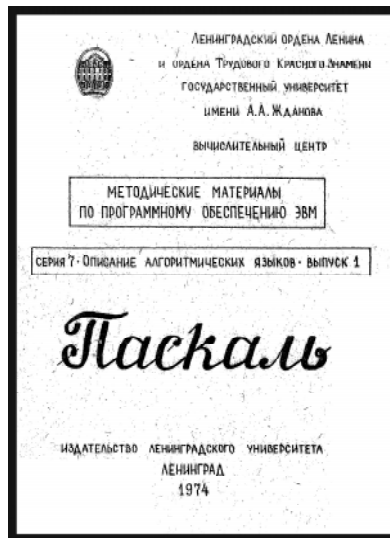 Ленинградский ордена Ленина
и ордена Трудового Красного Знамени
государственный университет
имени А.А. Жданова
вычислительный центр
МЕТОДИЧЕСКИЕ МАТЕРИАЛЫ
ПО ПРОГРАММНОМУ ОБЕСПЕЧЕНИЮ ЭВМ
СЕРИЯ 7 · ОПИСАНИЕ АЛГОРИТМИЧЕСКИХ ЯЗЫКОВ · ВЫПУСК 1
Паскаль
ИЗДАТЕЛЬСТВО ЛЕНИНГРАДСКОГО УНИВЕРСИТЕТА
ЛЕНИНГРАД
1974